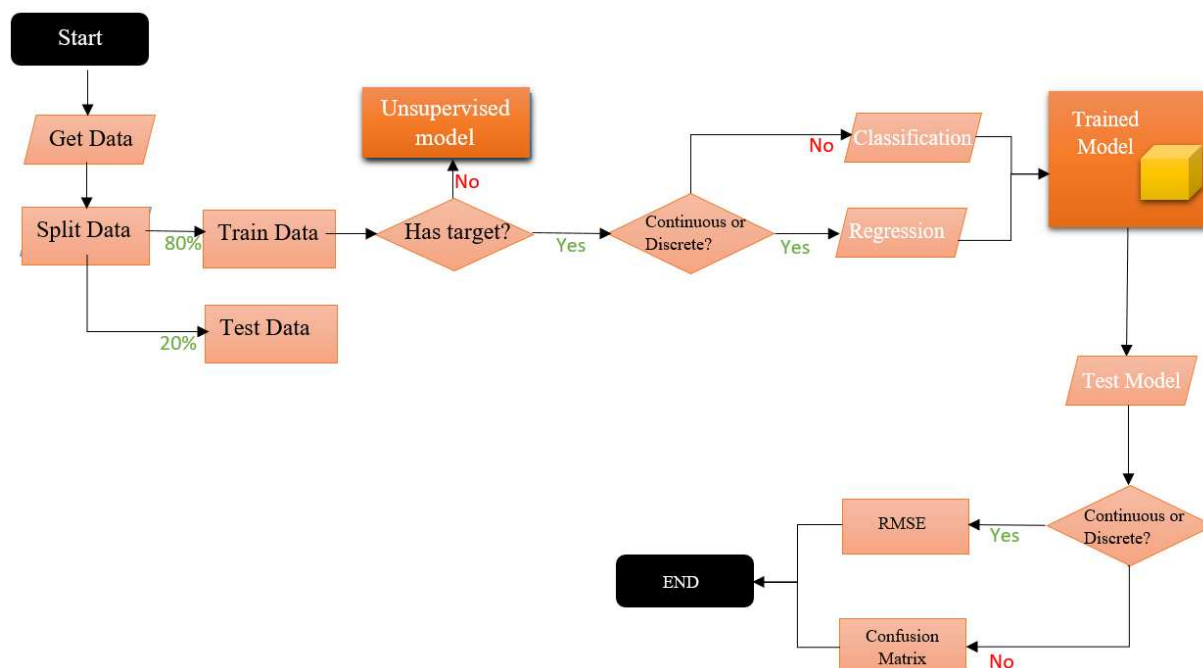 Start
Get Data
Split Data
80%
Train Data
20%
Test Data
Has target?
No
Unsupervised
model
Yes
Continuous or
Discrete?
No
Classification
Yes
Regression
Trained
Model
Test Model
Continuous or
Discrete?
Yes
RMSE
No
Confusion
Matrix
END